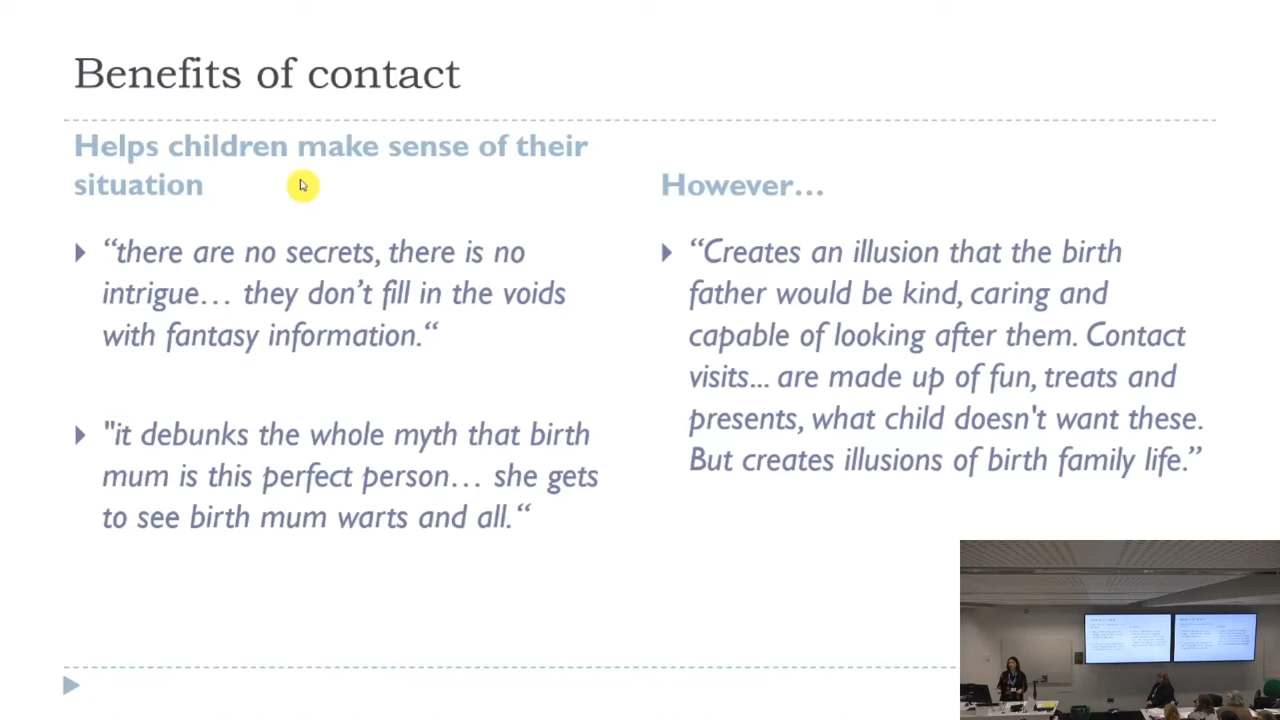 Benefits of contact
Helps children make sense of their
situation
“there are no secrets, there is no
intrigue… they don’t fill in the voids
with fantasy information.“
"it debunks the whole myth that birth
mum is this perfect person… she gets
to see birth mum warts and all.“
However…
“Creates an illusion that the birth
father would be kind, caring and
capable of looking after them. Contact
visits... are made up of fun, treats and
presents, what child doesn't want these.
But creates illusions of birth family life.”